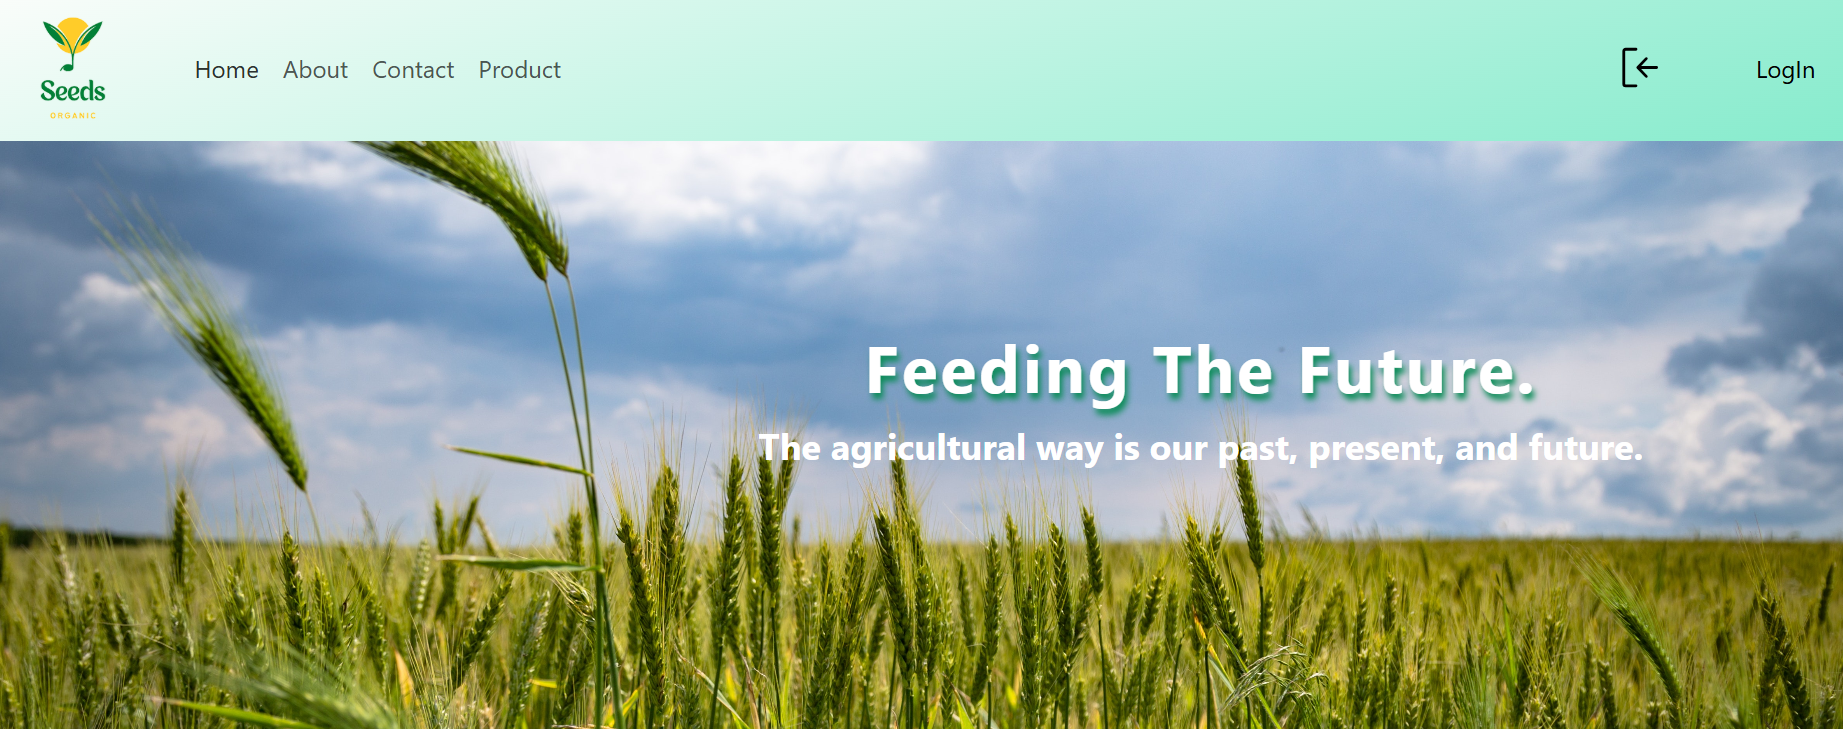 Seeds
ORGANIC
Home About Contact Product
LogIn
Feeding The Future.
The agricultural way is our past, present, and future.